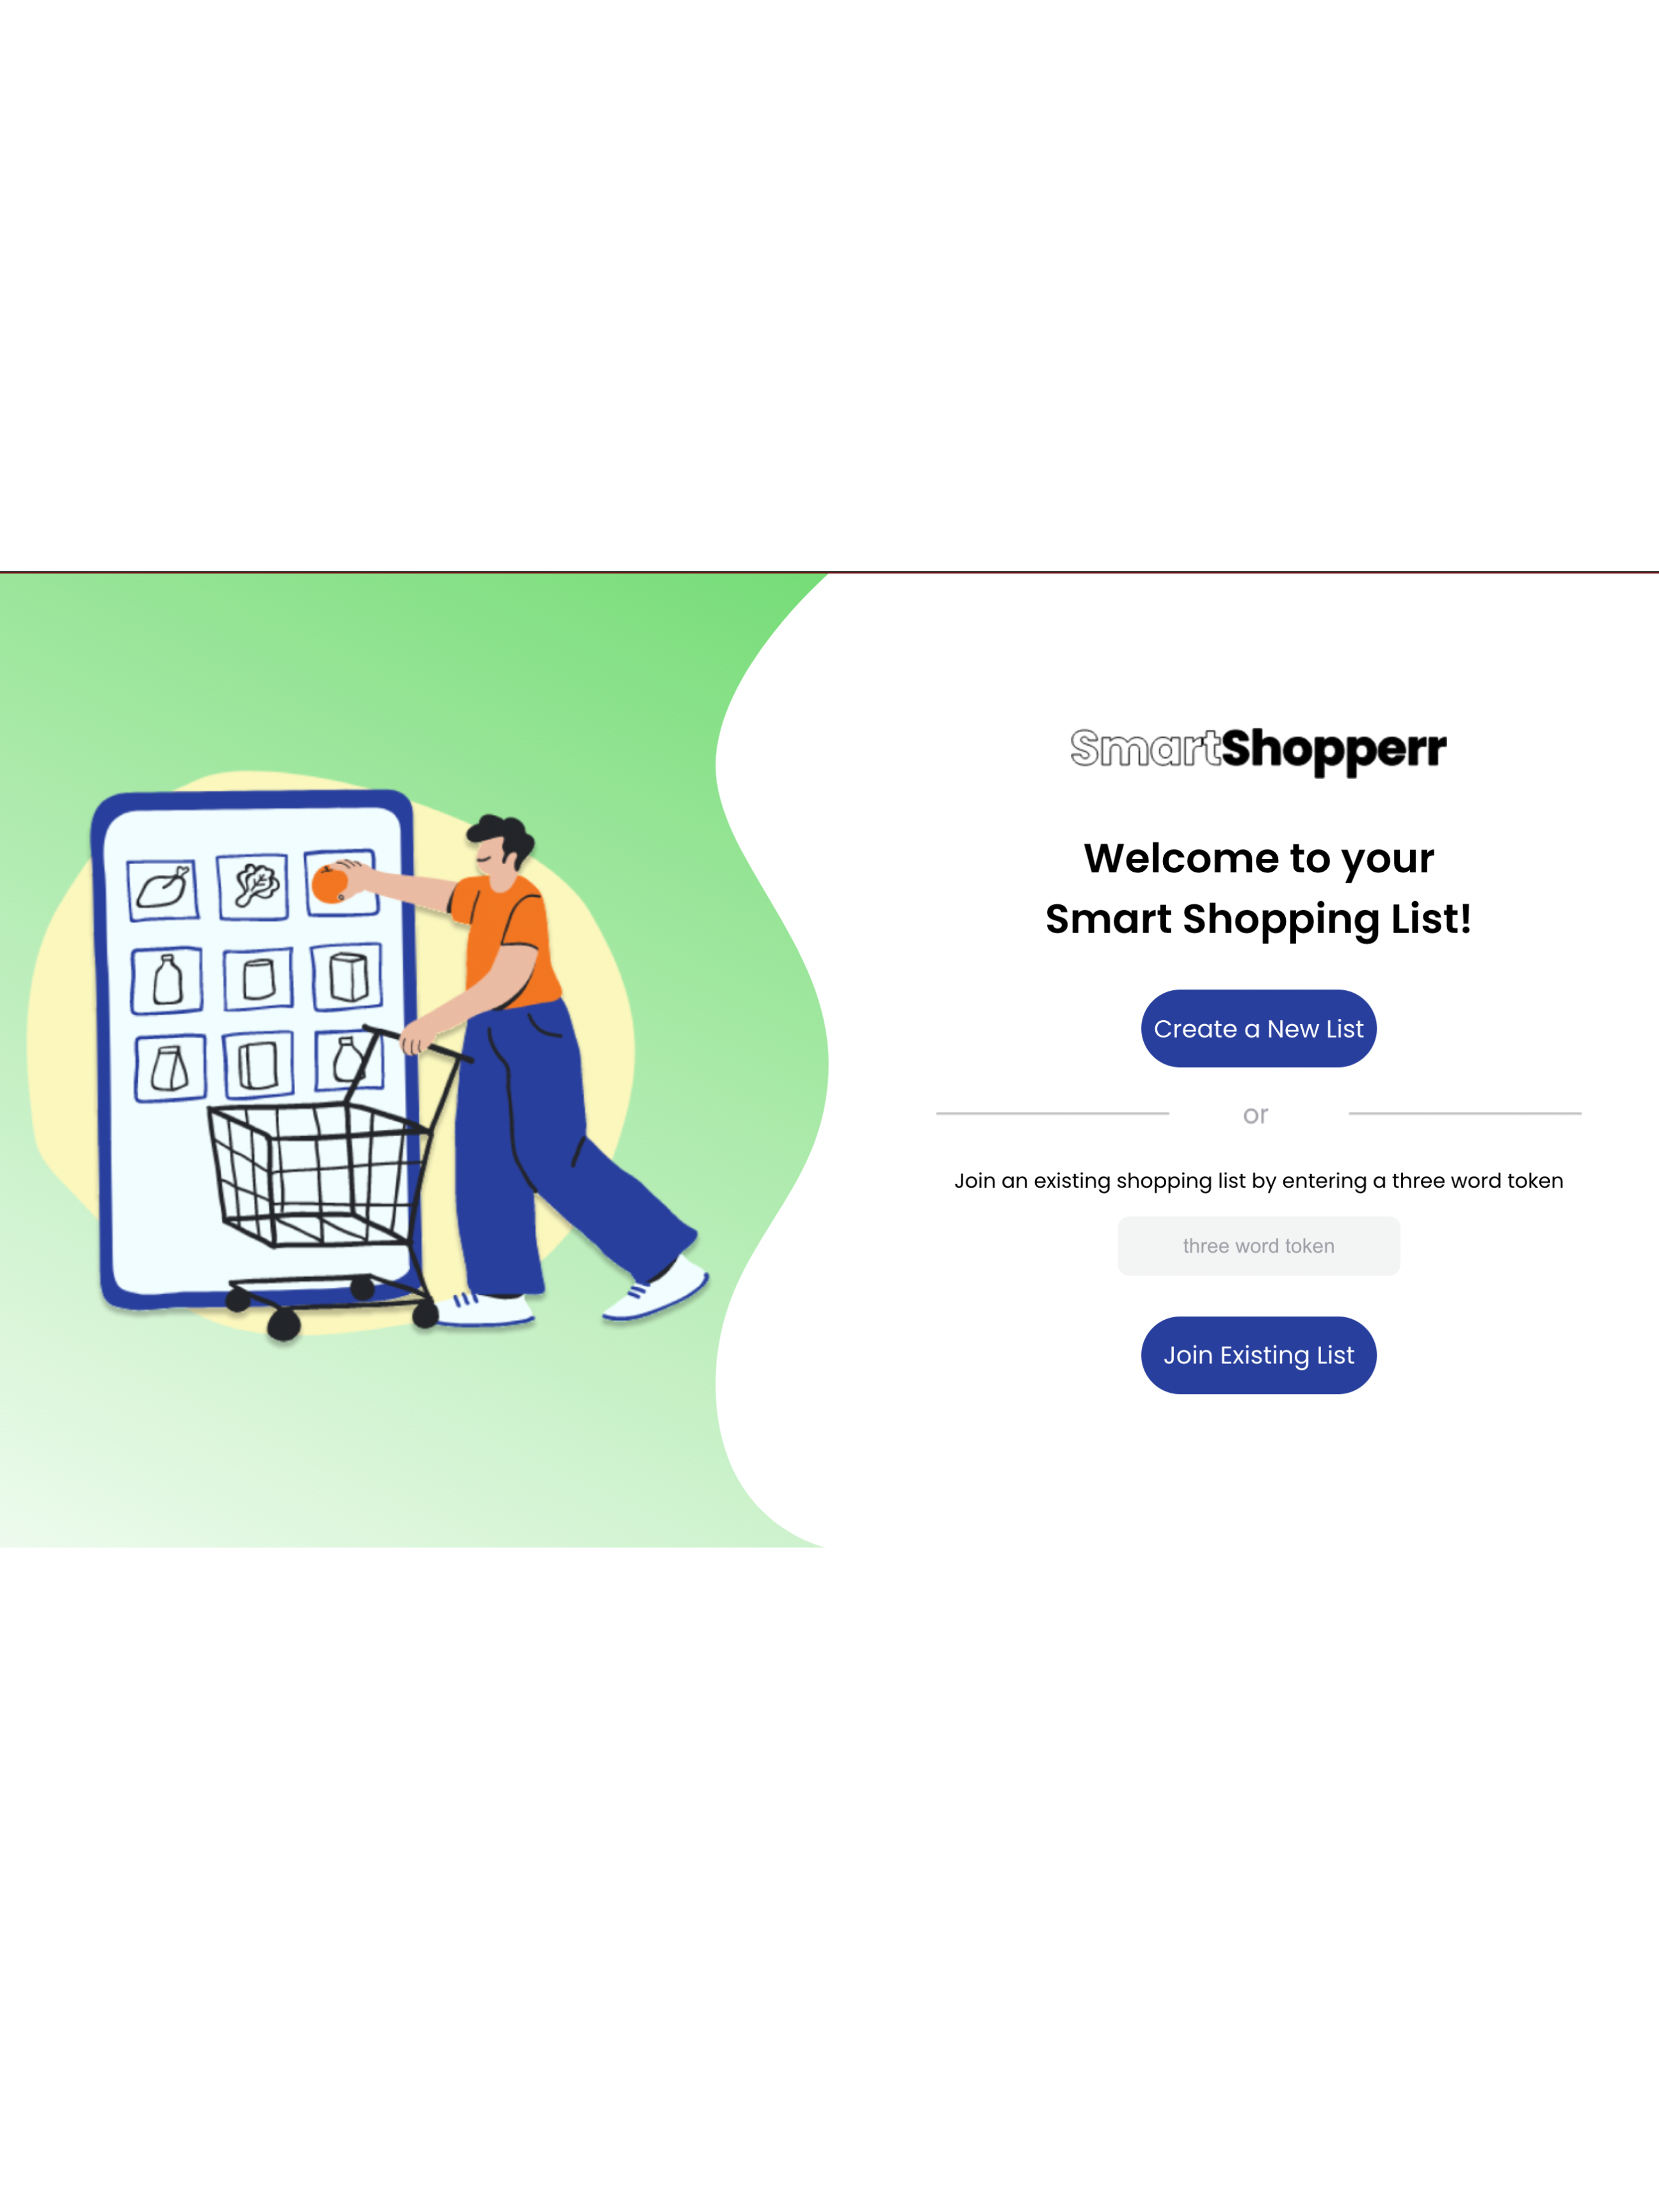 SmartShopperr
Welcome to your
Smart Shopping List!
Create a New List
or
Join an existing shopping list by entering a three word token
three word token
Join Existing List